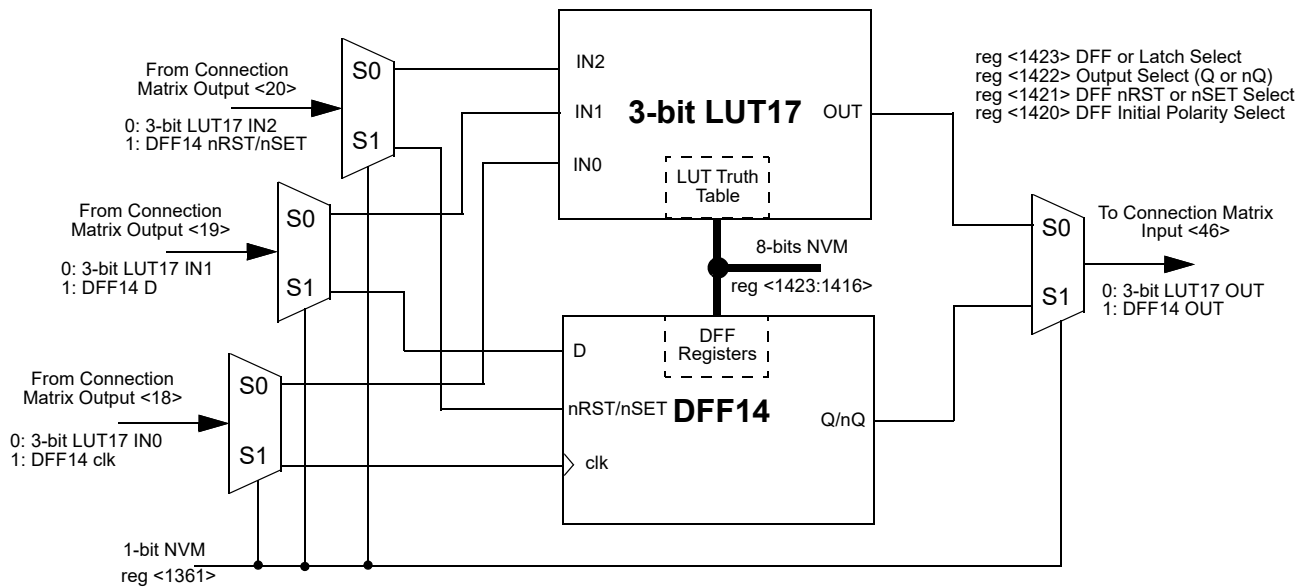 From Connection
Matrix Output <20>
0: 3-bit LUT17 IN2
1: DFF14 nRST/nSET
S0
S1
From Connection
Matrix Output <19>
0: 3-bit LUT17 IN1
1: DFF14 D
S0
S1
From Connection
Matrix Output <18>
0: 3-bit LUT17 IN0
1: DFF14 clk
S0
S1
1-bit NVM
reg <1361>
IN2
IN1
IN0
3-bit LUT17
OUT
LUT Truth
Table
8-bits NVM
reg <1423:1416>
DFF
Registers
D
nRST/nSET
clk
DFF14
Q/nQ
reg <1423> DFF or Latch Select
reg <1422> Output Select (Q or nQ)
reg <1421> DFF nRST or nSET Select
reg <1420> DFF Initial Polarity Select
S0
S1
To Connection Matrix
Input <46>
0: 3-bit LUT17 OUT
1: DFF14 OUT